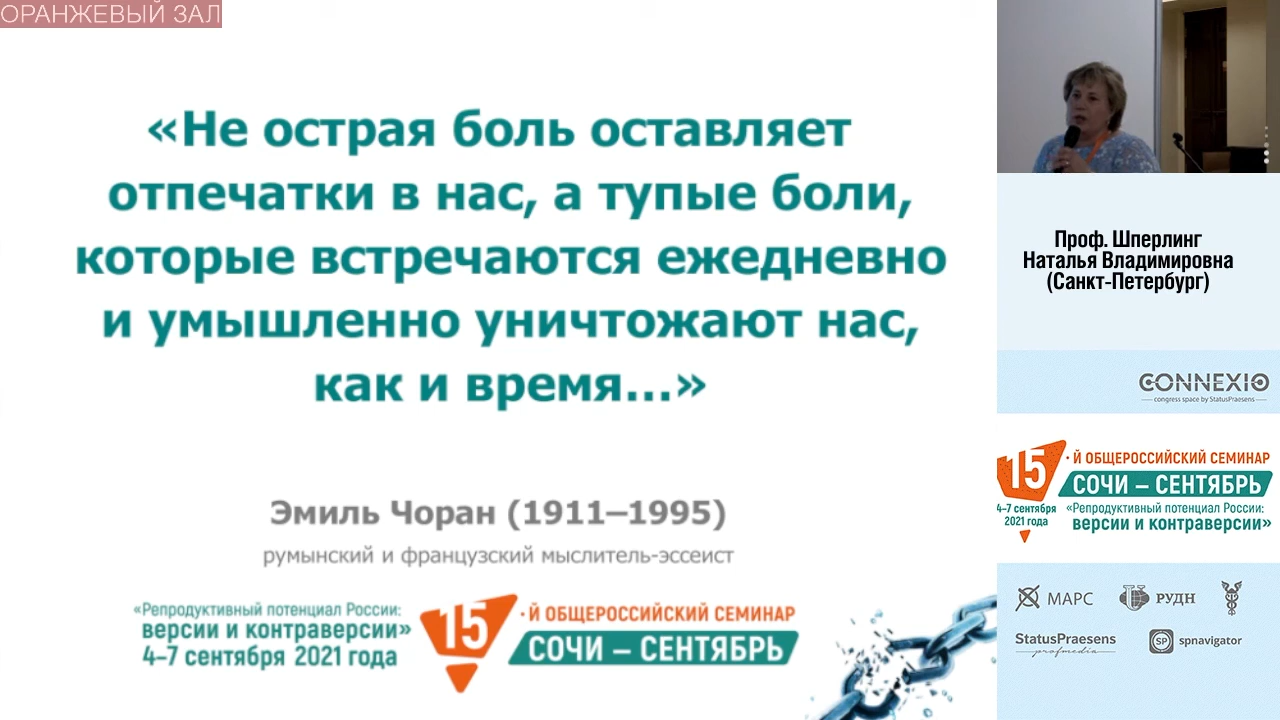 ОРАНЖЕВЫЙ ЗАЛ
«Не острая боль оставляет
отпечатки в нас, а тупые боли,
которые встречаются ежедневно
и умышленно уничтожают нас,
как и время...»
Эмиль Чоран (1911—1995)
румынский и французский мыслитель-эссеист
«Репродуктивный потенциал России:
версии и контраверсии»
4–7 сентября 2021 года
15
·Й ОБЩЕРОССИЙСКИЙ СЕМИНАР
СОЧИ – СЕНТЯБРЬ
Проф. Шперлинг
Наталья Владимировна
(Санкт-Петербург)
CONNEXIO
congress space by StatusPraesens
15
·Й ОБЩЕРОССИЙСКИЙ СЕМИНАР
СОЧИ – СЕНТЯБРЬ
4–7 сентября
2021 года
«Репродуктивный потенциал России:
версии и контраверсии»
МАРС
РУДН
StatusPraesens
profmedia
SP
spnavigator